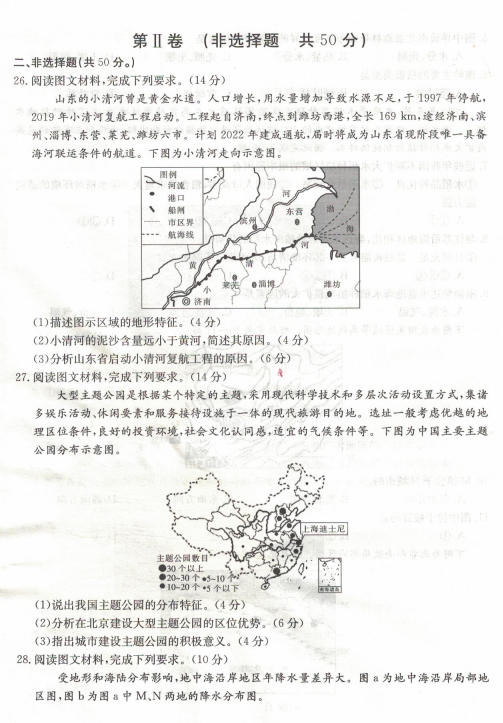 第Ⅱ卷 (非选择题 共50分)
二、非选择题(共50分。)
26. 阅读图文材料,完成下列要求。(14分)
山东的小清河曾是黄金水道。人口增长,用水量增加导致水源不足,于1997年停航,
2019年小清河复航工程启动。工程起自济南,终点到潍坊西港,全长169 km,途经济南、滨
州、淄博、东营、莱芜、潍坊六市。计划2022年建成通航,届时将成为山东省现阶段唯一具备
海河联运条件的航道。下图为小清河走向示意图。
图例
河流
港口
船闸
市区界
航海线
河
渤
海
东营
滨州
河
黄
清
小
莱芜
淄博
潍坊
济南
(1)描述图示区域的地形特征。(4分)
(2)小清河的泥沙含量远小于黄河,简述其原因。(4分)
(3)分析山东省启动小清河复航工程的原因。(6分)
27. 阅读图文材料,完成下列要求。(14分)
大型主题公园是根据某个特定的主题,采用现代科学技术和多层次活动设置方式,集诸
多娱乐活动、休闲要素和服务接待设施于一体的现代旅游目的地。选址一般考虑优越的地
理区位条件,良好的投资环境,社会文化认同感,适宜的气候条件等。下图为中国主要主题
公园分布示意图。
上海迪士尼
主题公园数目
30个以上
20~30个 5~10个
10~20个 5个以下
南海诸岛
(1)说出我国主题公园的分布特征。(4分)
(2)分析在北京建设大型主题公园的区位优势。(6分)
(3)指出城市建设主题公园的积极意义。(4分)
28. 阅读图文材料,完成下列要求。(10分)
受地形和海陆分布影响,地中海沿岸地区年降水量差异大。图a为地中海沿岸局部地
区图,图b为图a中M、N两地的降水分布图。